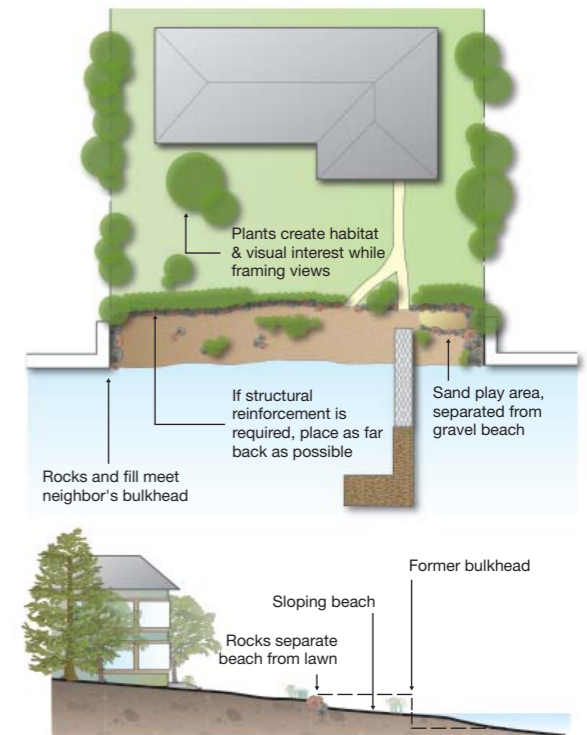 Plants create habitat
& visual interest while
framing views
If structural
reinforcement is
required, place as far
back as possible
Sand play area,
separated from
gravel beach
Rocks and fill meet
neighbor's bulkhead
Former bulkhead
Sloping beach
Rocks separate
beach from lawn